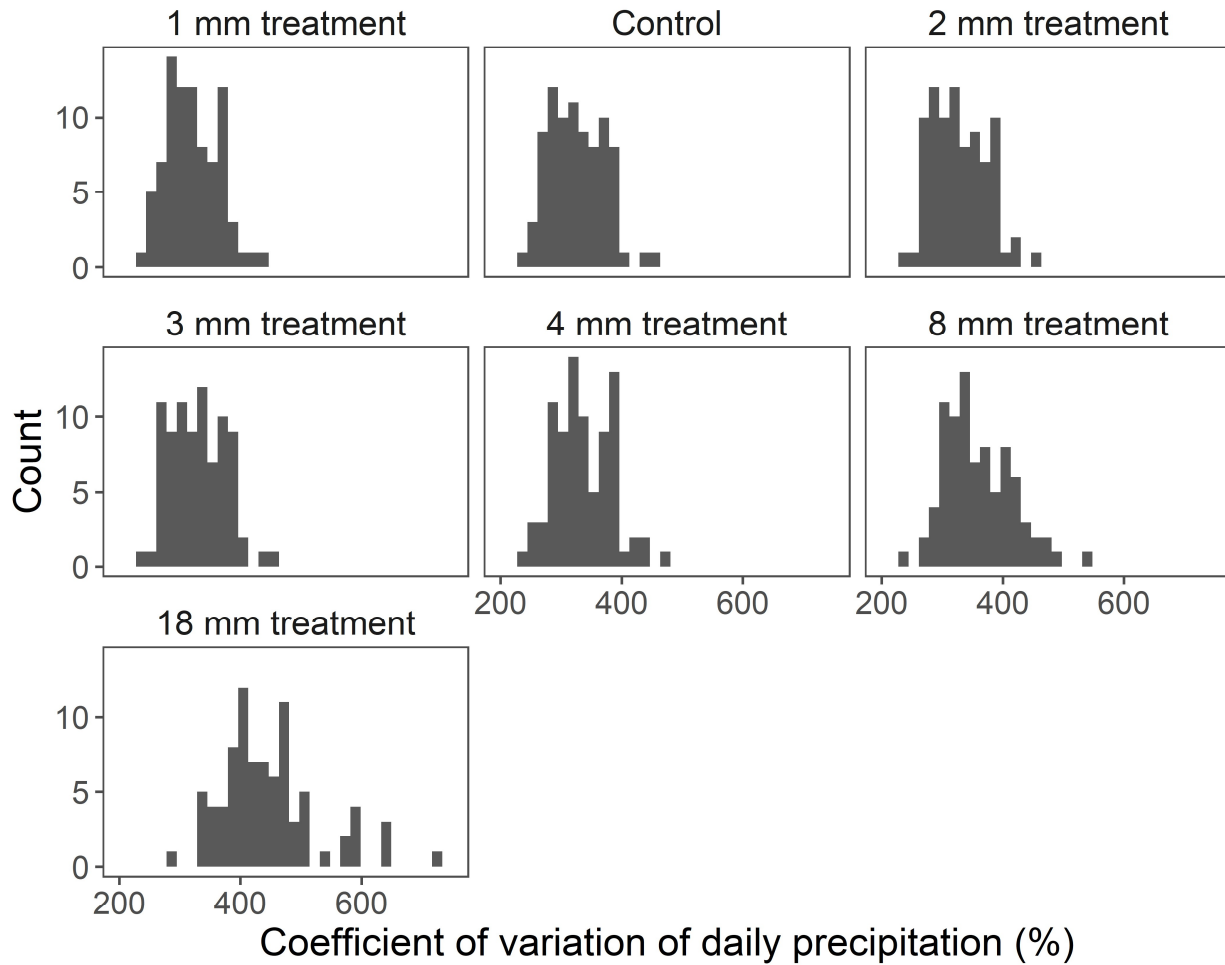 1 mm treatment
Control
2 mm treatment
10
5
0
3 mm treatment
4 mm treatment
8 mm treatment
Count
10
5
0
200
400
600
200
400
600
18 mm treatment
10
5
0
200
400
600
Coefficient of variation of daily precipitation (%)